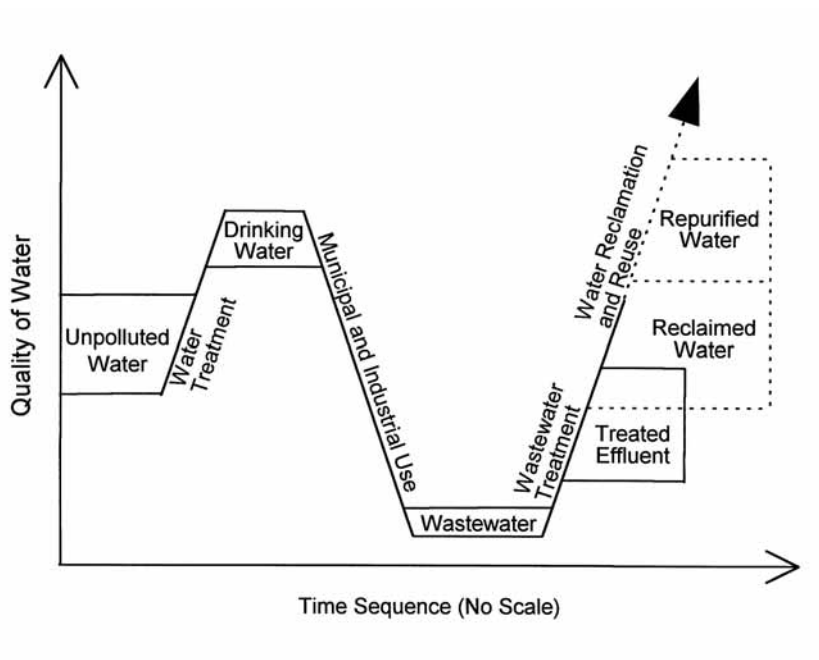 Quality of Water
Unpolluted
Water
Water
Treatment
Drinking
Water
Municipal and Industrial Use
Wastewater
Wastewater
Treatment
Treated
Effluent
Water Reclamation
and Reuse
Reclaimed
Water
Repurified
Water
Time Sequence (No Scale)